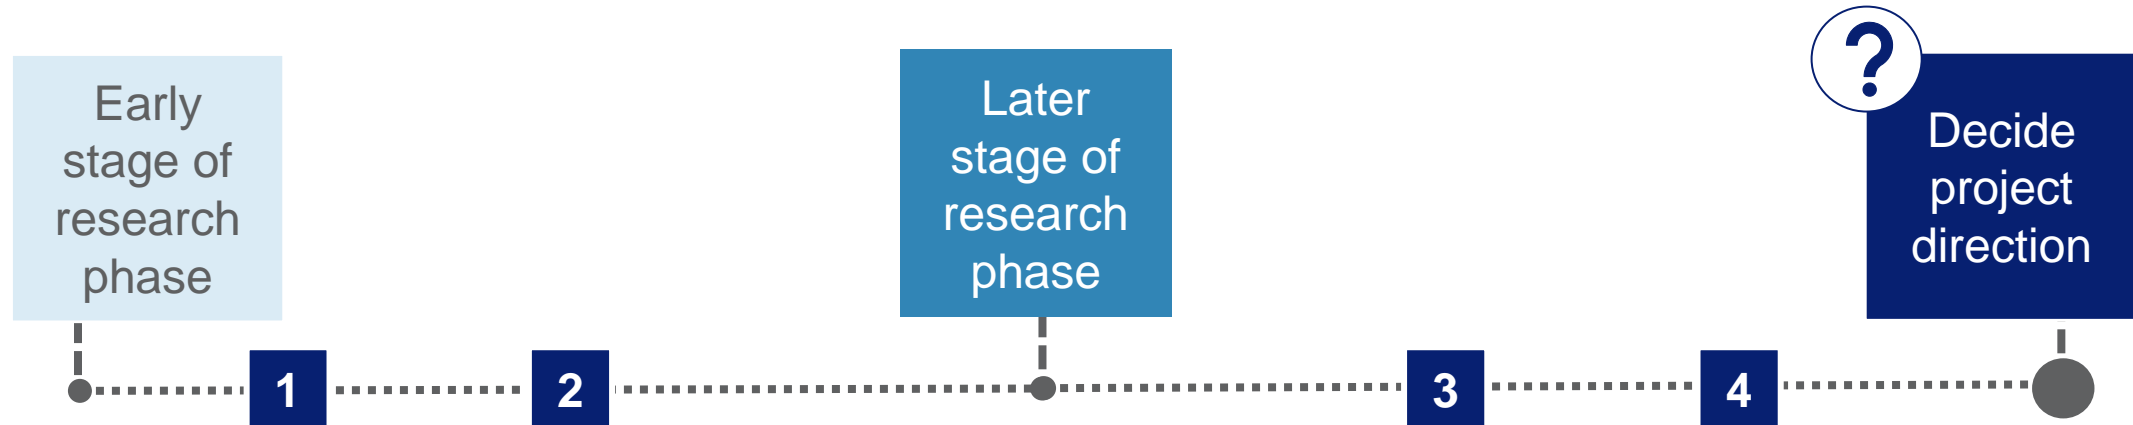 Early
stage of
research
phase
Later
stage of
research
phase
?
Decide
project
direction
1
2
3
4